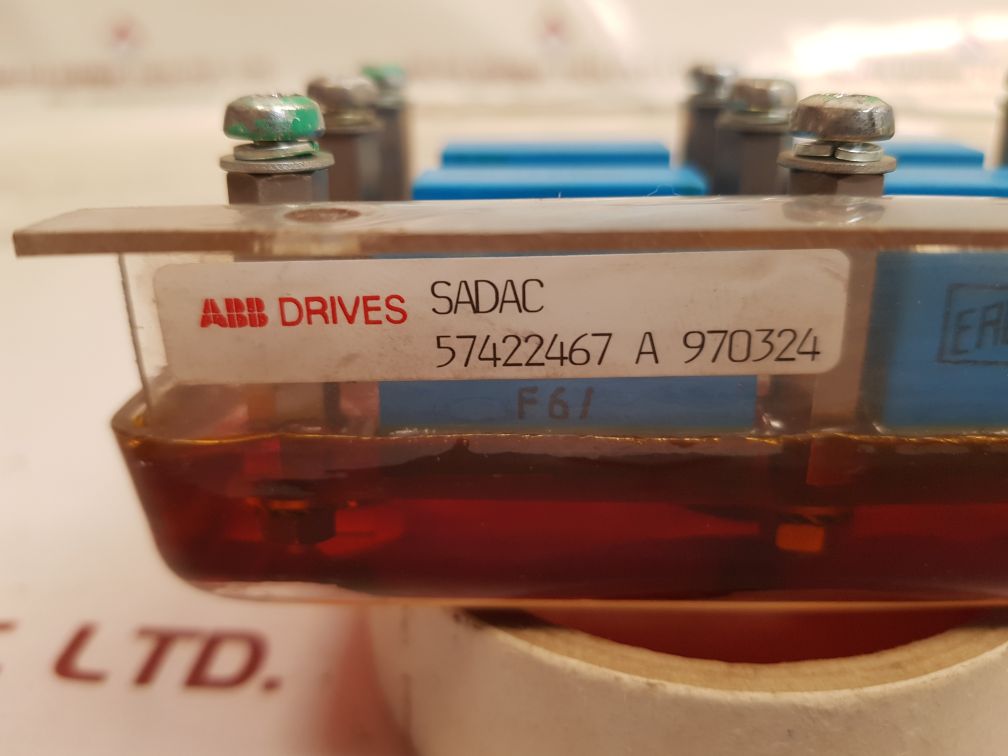 ABB DRIVES SADAC
57422467 A 970324
F61
LTD.